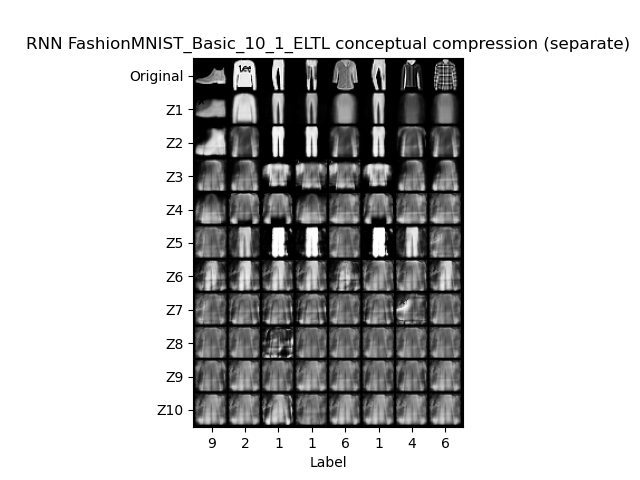 RNN FashionMNIST_Basic_10_1_ELTL conceptual compression (separate)
Original
Z1
Z2
Z3
Z4
Z5
Z6
Z7
Z8
Z9
Z10
9 2 1 1 6 1 4 6
Label